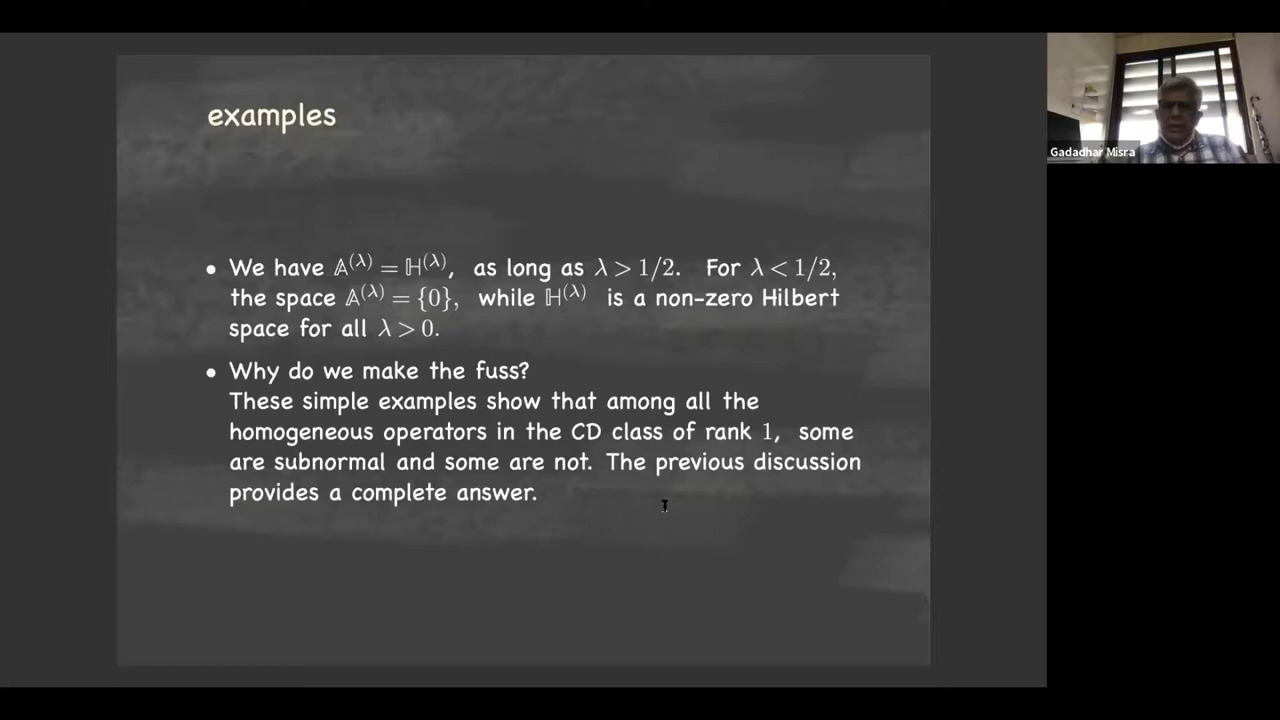 examples
• We have 𝔸^(λ) = ℍ^(λ), as long as λ > 1/2. For λ < 1/2,
the space 𝔸^(λ) = {0}, while ℍ^(λ) is a non-zero Hilbert
space for all λ > 0.
• Why do we make the fuss?
These simple examples show that among all the
homogeneous operators in the CD class of rank 1, some
are subnormal and some are not. The previous discussion
provides a complete answer.
Gadadhar Misra